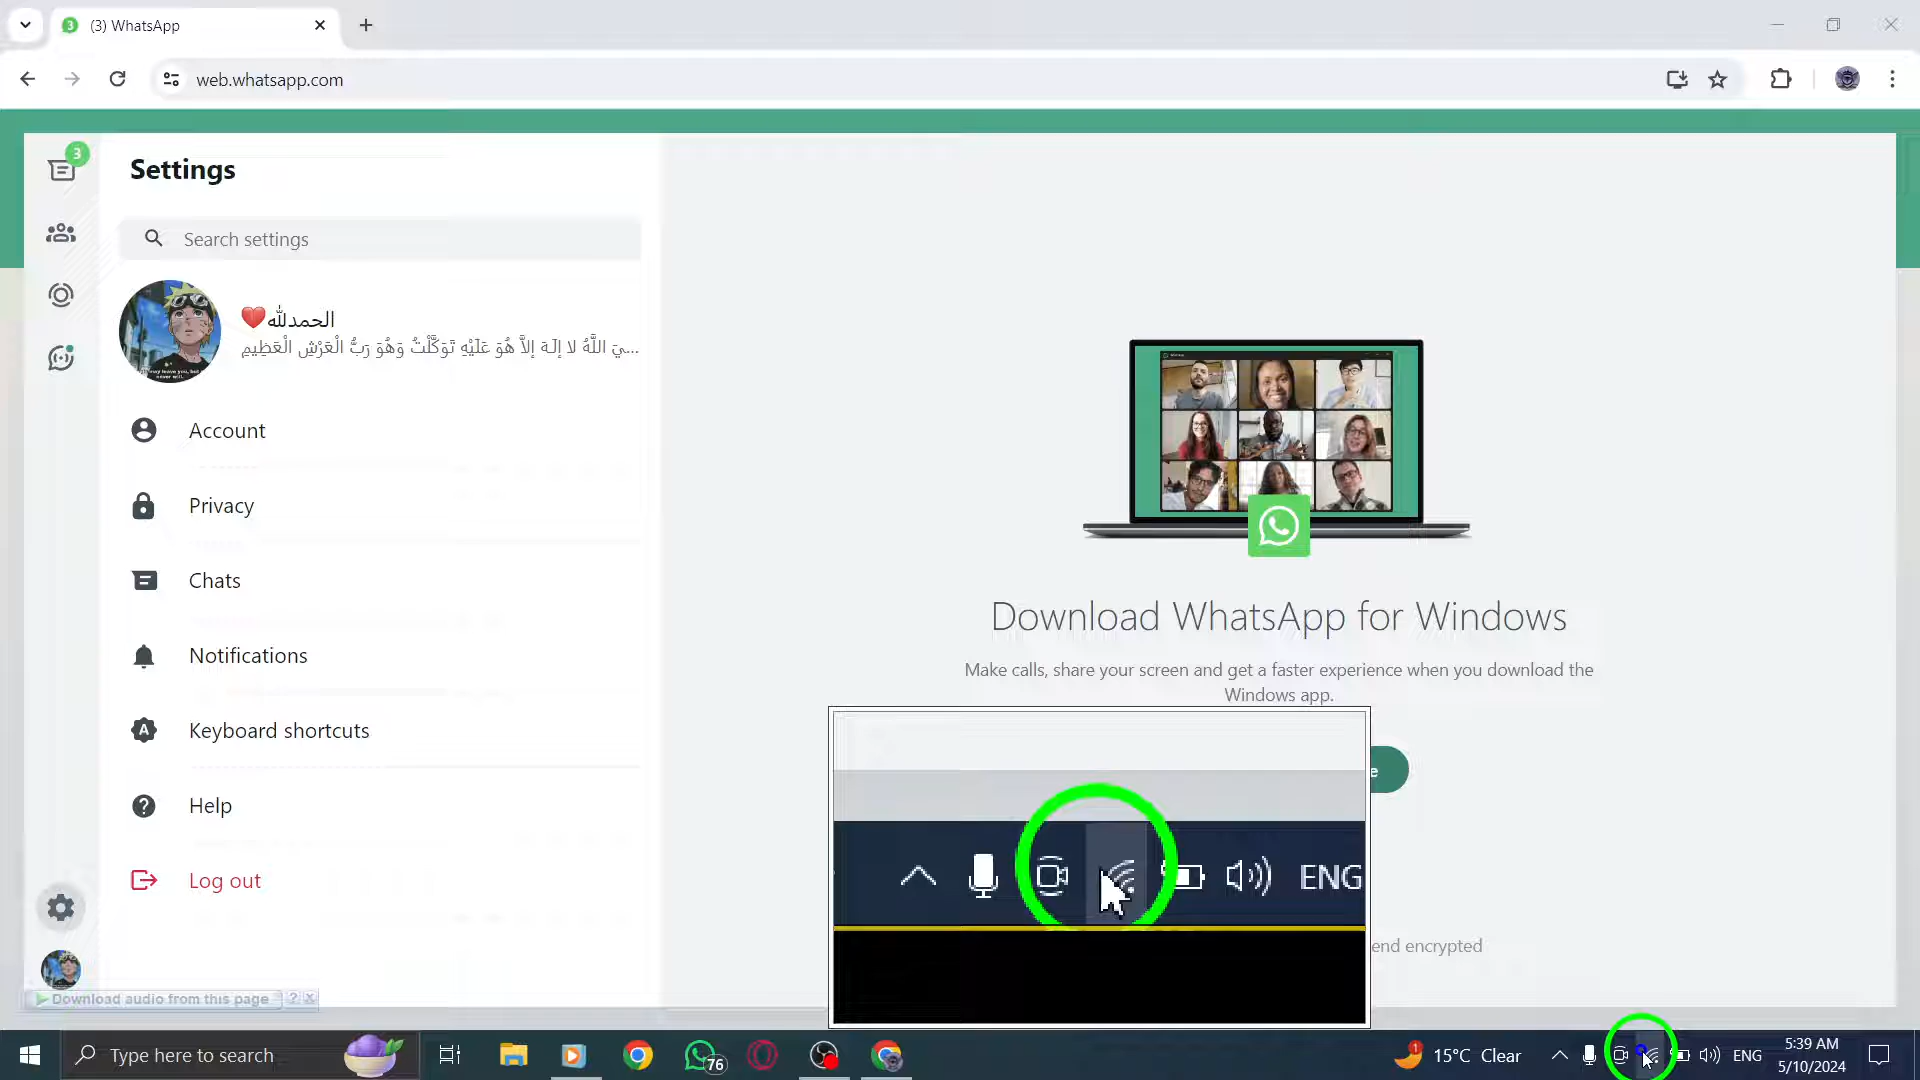 (3) WhatsApp
web.whatsapp.com
3
Settings
Search settings
الحمدلله❤️
...يَ اللَّهُ لا إِلَهَ إلاَّ هُوَ عَلَيْهِ تَوَكَّلْتُ وَهُوَ رَبُّ الْعَرْشِ الْعَظِيمِ
Account
Privacy
Chats
Notifications
Keyboard shortcuts
Help
Log out
Download audio from this page
Download WhatsApp for Windows
Make calls, share your screen and get a faster experience when you download the
Windows app.
ENG
end encrypted
Type here to search
76
1
15°C Clear
ENG
5:39 AM
5/10/2024